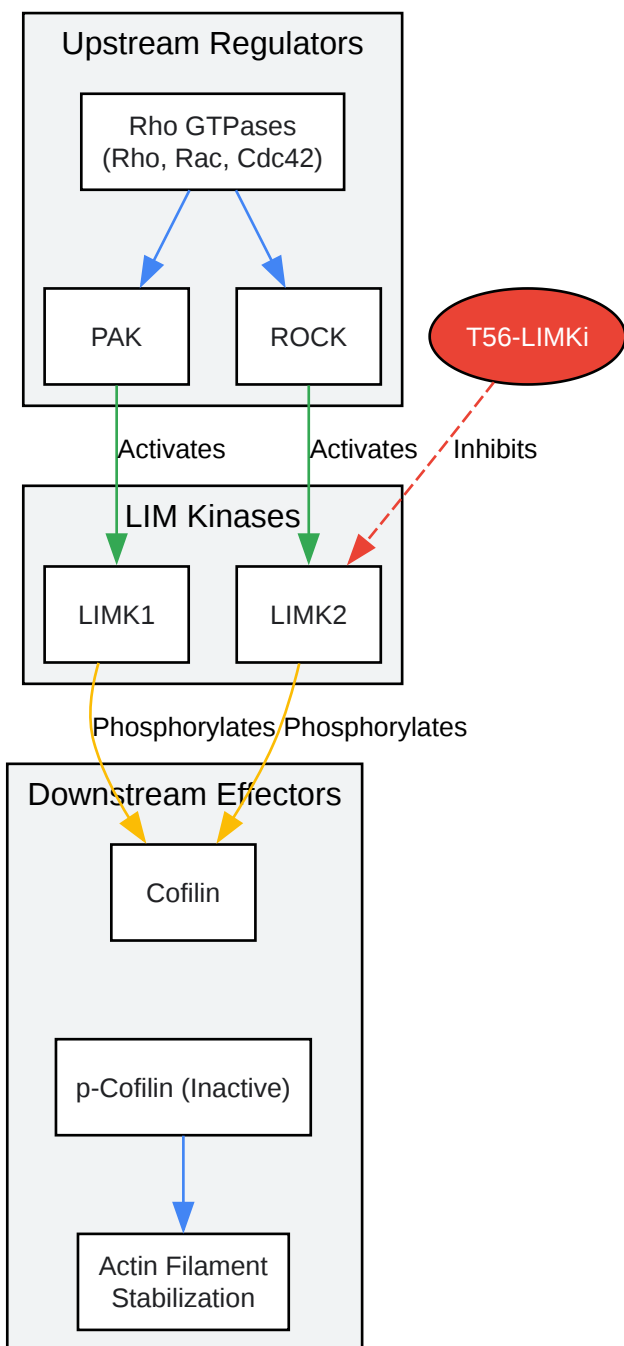 Upstream Regulators
Rho GTPases
(Rho, Rac, Cdc42)
PAK
ROCK
T56-LIMKi
Activates
Activates
Inhibits
LIM Kinases
LIMK1
LIMK2
Phosphorylates
Phosphorylates
Downstream Effectors
Cofilin
p-Cofilin (Inactive)
Actin Filament
Stabilization